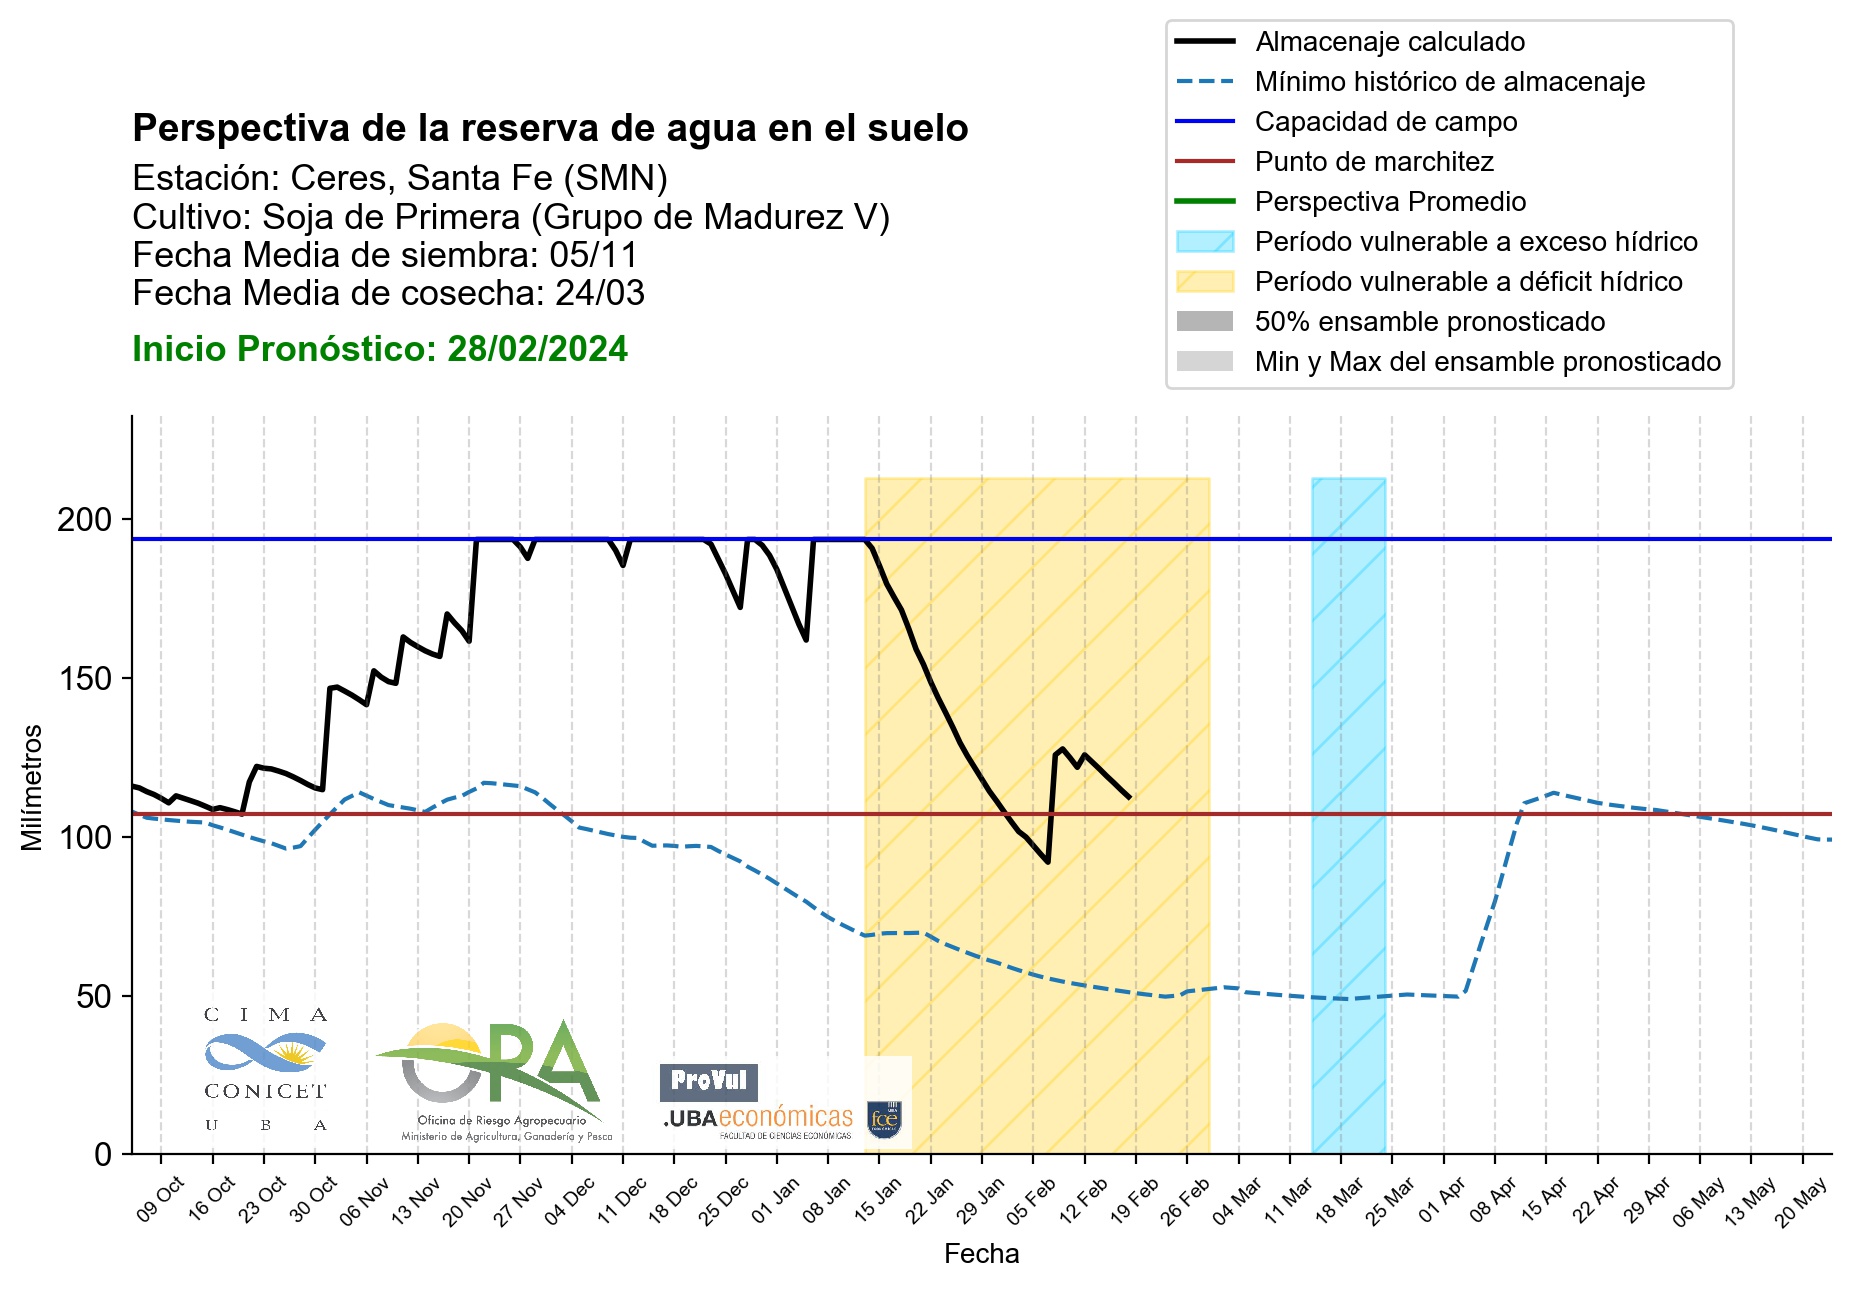 Almacenaje calculado
Mínimo histórico de almacenaje
Capacidad de campo
Punto de marchitez
Perspectiva Promedio
Período vulnerable a exceso hídrico
Período vulnerable a déficit hídrico
50% ensamble pronosticado
Min y Max del ensamble pronosticado
Perspectiva de la reserva de agua en el suelo
Estación: Ceres, Santa Fe (SMN)
Cultivo: Soja de Primera (Grupo de Madurez V)
Fecha Media de siembra: 05/11
Fecha Media de cosecha: 24/03
Inicio Pronóstico: 28/02/2024
200
150
100
50
0
Milímetros
CIMA
CONICET
UBA
ORA
Oficina de Riesgo Agropecuario
Ministerio de Agricultura, Ganadería y Pesca
ProVul
.UBAeconómicas
FACULTAD DE CIENCIAS ECONÓMICAS
UBA
fce
ECONÓMICAS
09 Oct
16 Oct
23 Oct
30 Oct
06 Nov
13 Nov
20 Nov
27 Nov
04 Dec
11 Dec
18 Dec
25 Dec
01 Jan
08 Jan
15 Jan
22 Jan
29 Jan
05 Feb
12 Feb
19 Feb
26 Feb
04 Mar
11 Mar
18 Mar
25 Mar
01 Apr
08 Apr
15 Apr
22 Apr
29 Apr
06 May
13 May
20 May
Fecha